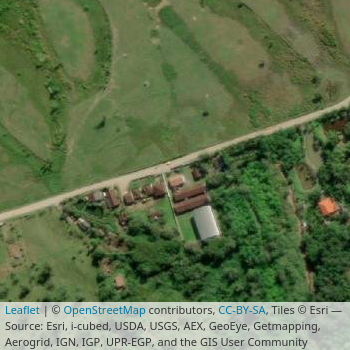 Leaflet | © OpenStreetMap contributors, CC-BY-SA, Tiles © Esri —
Source: Esri, i-cubed, USDA, USGS, AEX, GeoEye, Getmapping,
Aerogrid, IGN, IGP, UPR-EGP, and the GIS User Community